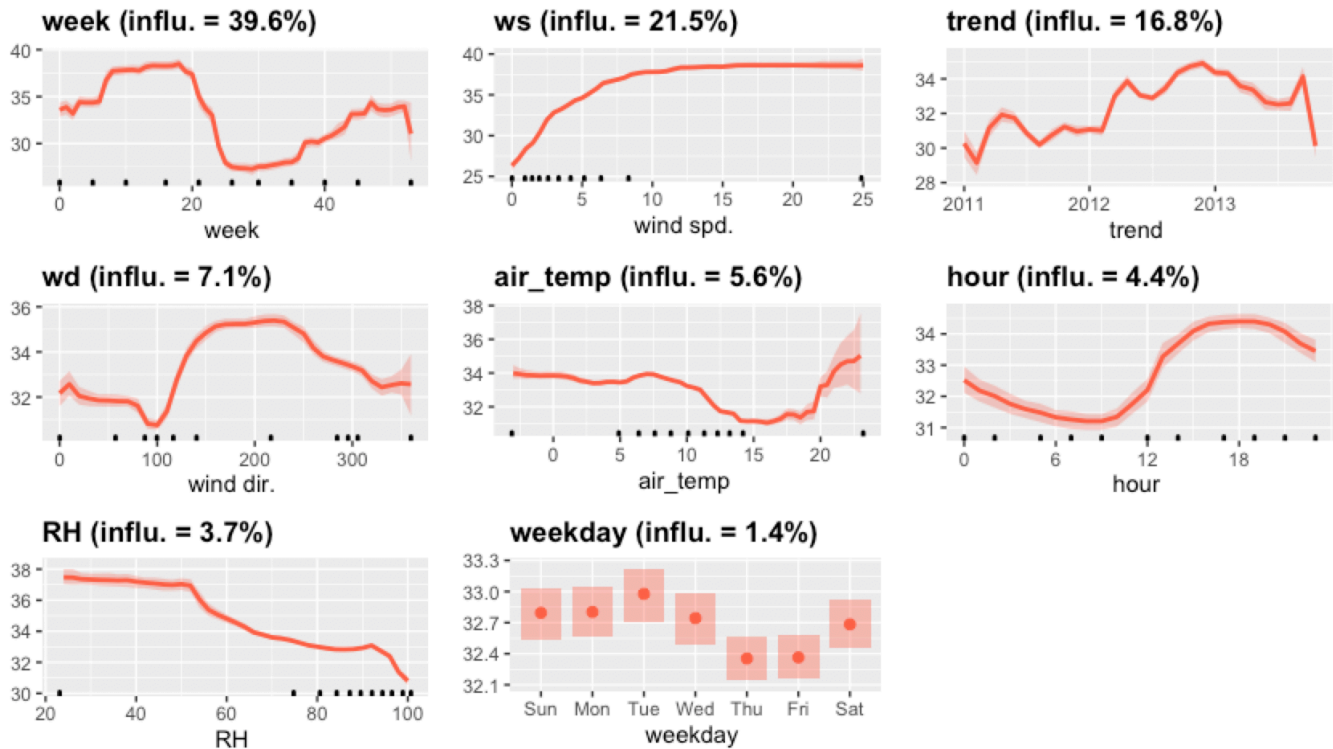 week (influ. = 39.6%)
40
35
30
0 20 40
week
ws (influ. = 21.5%)
40
35
30
25
0 5 10 15 20 25
wind spd.
trend (influ. = 16.8%)
34
32
30
28
2011 2012 2013
trend
wd (influ. = 7.1%)
36
34
32
0 100 200 300
wind dir.
air_temp (influ. = 5.6%)
38
36
34
32
0 5 10 15 20
air_temp
hour (influ. = 4.4%)
34
33
32
31
0 6 12 18
hour
RH (influ. = 3.7%)
38
36
34
32
30
20 40 60 80 100
RH
weekday (influ. = 1.4%)
33.3
33.0
32.7
32.4
32.1
Sun Mon Tue Wed Thu Fri Sat
weekday